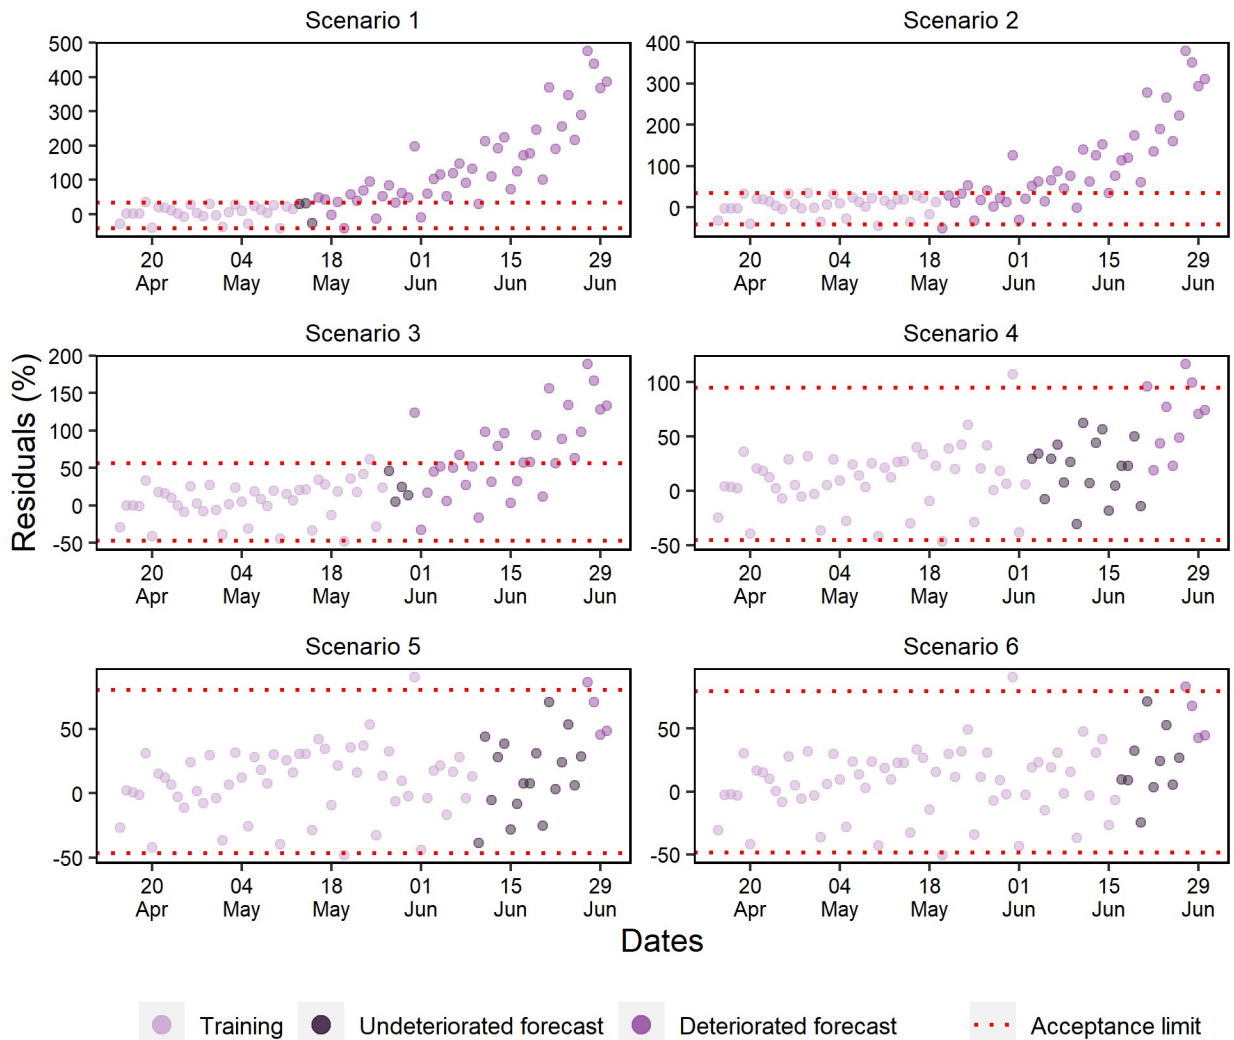 Scenario 1
Scenario 2
500
400
300
200
100
0
20
Apr
04
May
18
May
01
Jun
15
Jun
29
Jun
400
300
200
100
0
20
Apr
04
May
18
May
01
Jun
15
Jun
29
Jun
Scenario 3
Scenario 4
Residuals (%)
200
150
100
50
0
-50
20
Apr
04
May
18
May
01
Jun
15
Jun
29
Jun
100
50
0
-50
20
Apr
04
May
18
May
01
Jun
15
Jun
29
Jun
Scenario 5
Scenario 6
50
0
-50
20
Apr
04
May
18
May
01
Jun
15
Jun
29
Jun
50
0
-50
20
Apr
04
May
18
May
01
Jun
15
Jun
29
Jun
Dates
Training
Undeteriorated forecast
Deteriorated forecast
Acceptance limit